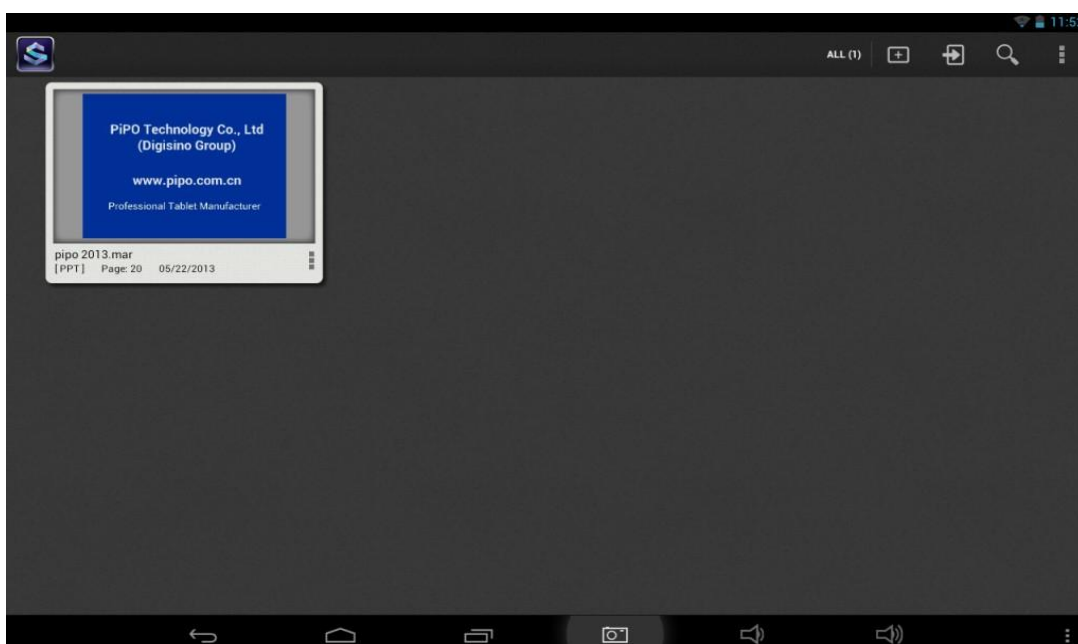 11:5
ALL (1)
PiPO Technology Co., Ltd
(Digisino Group)
www.pipo.com.cn
Professional Tablet Manufacturer
pipo 2013.mar
[PPT] Page: 20 05/22/2013